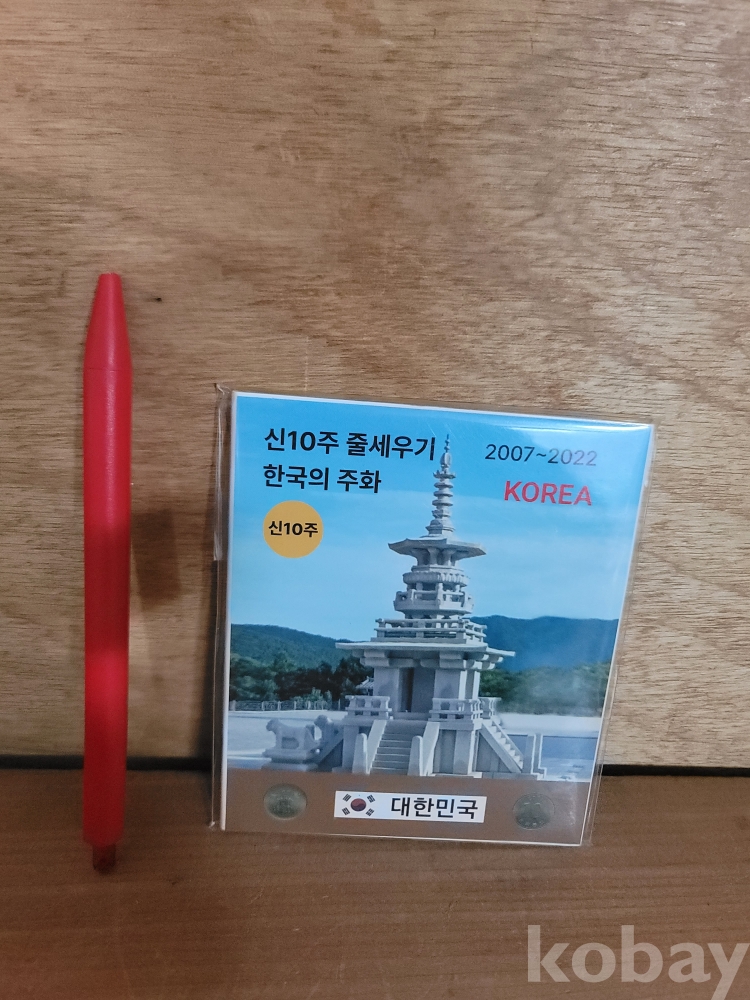 신10주 줄세우기
한국의 주화
2007~2022
KOREA
신10주
대한민국
kobay